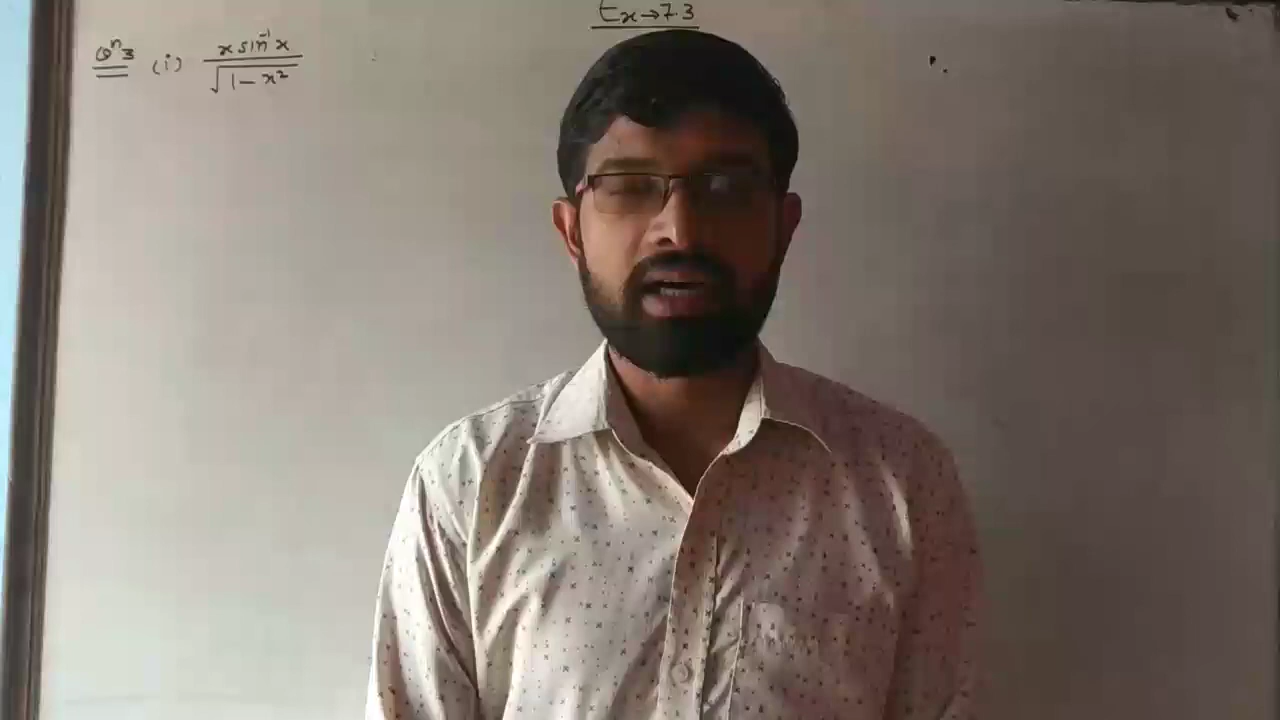 Ex→7.3
Qⁿ3 (i) x sin⁻¹x / √1-x²